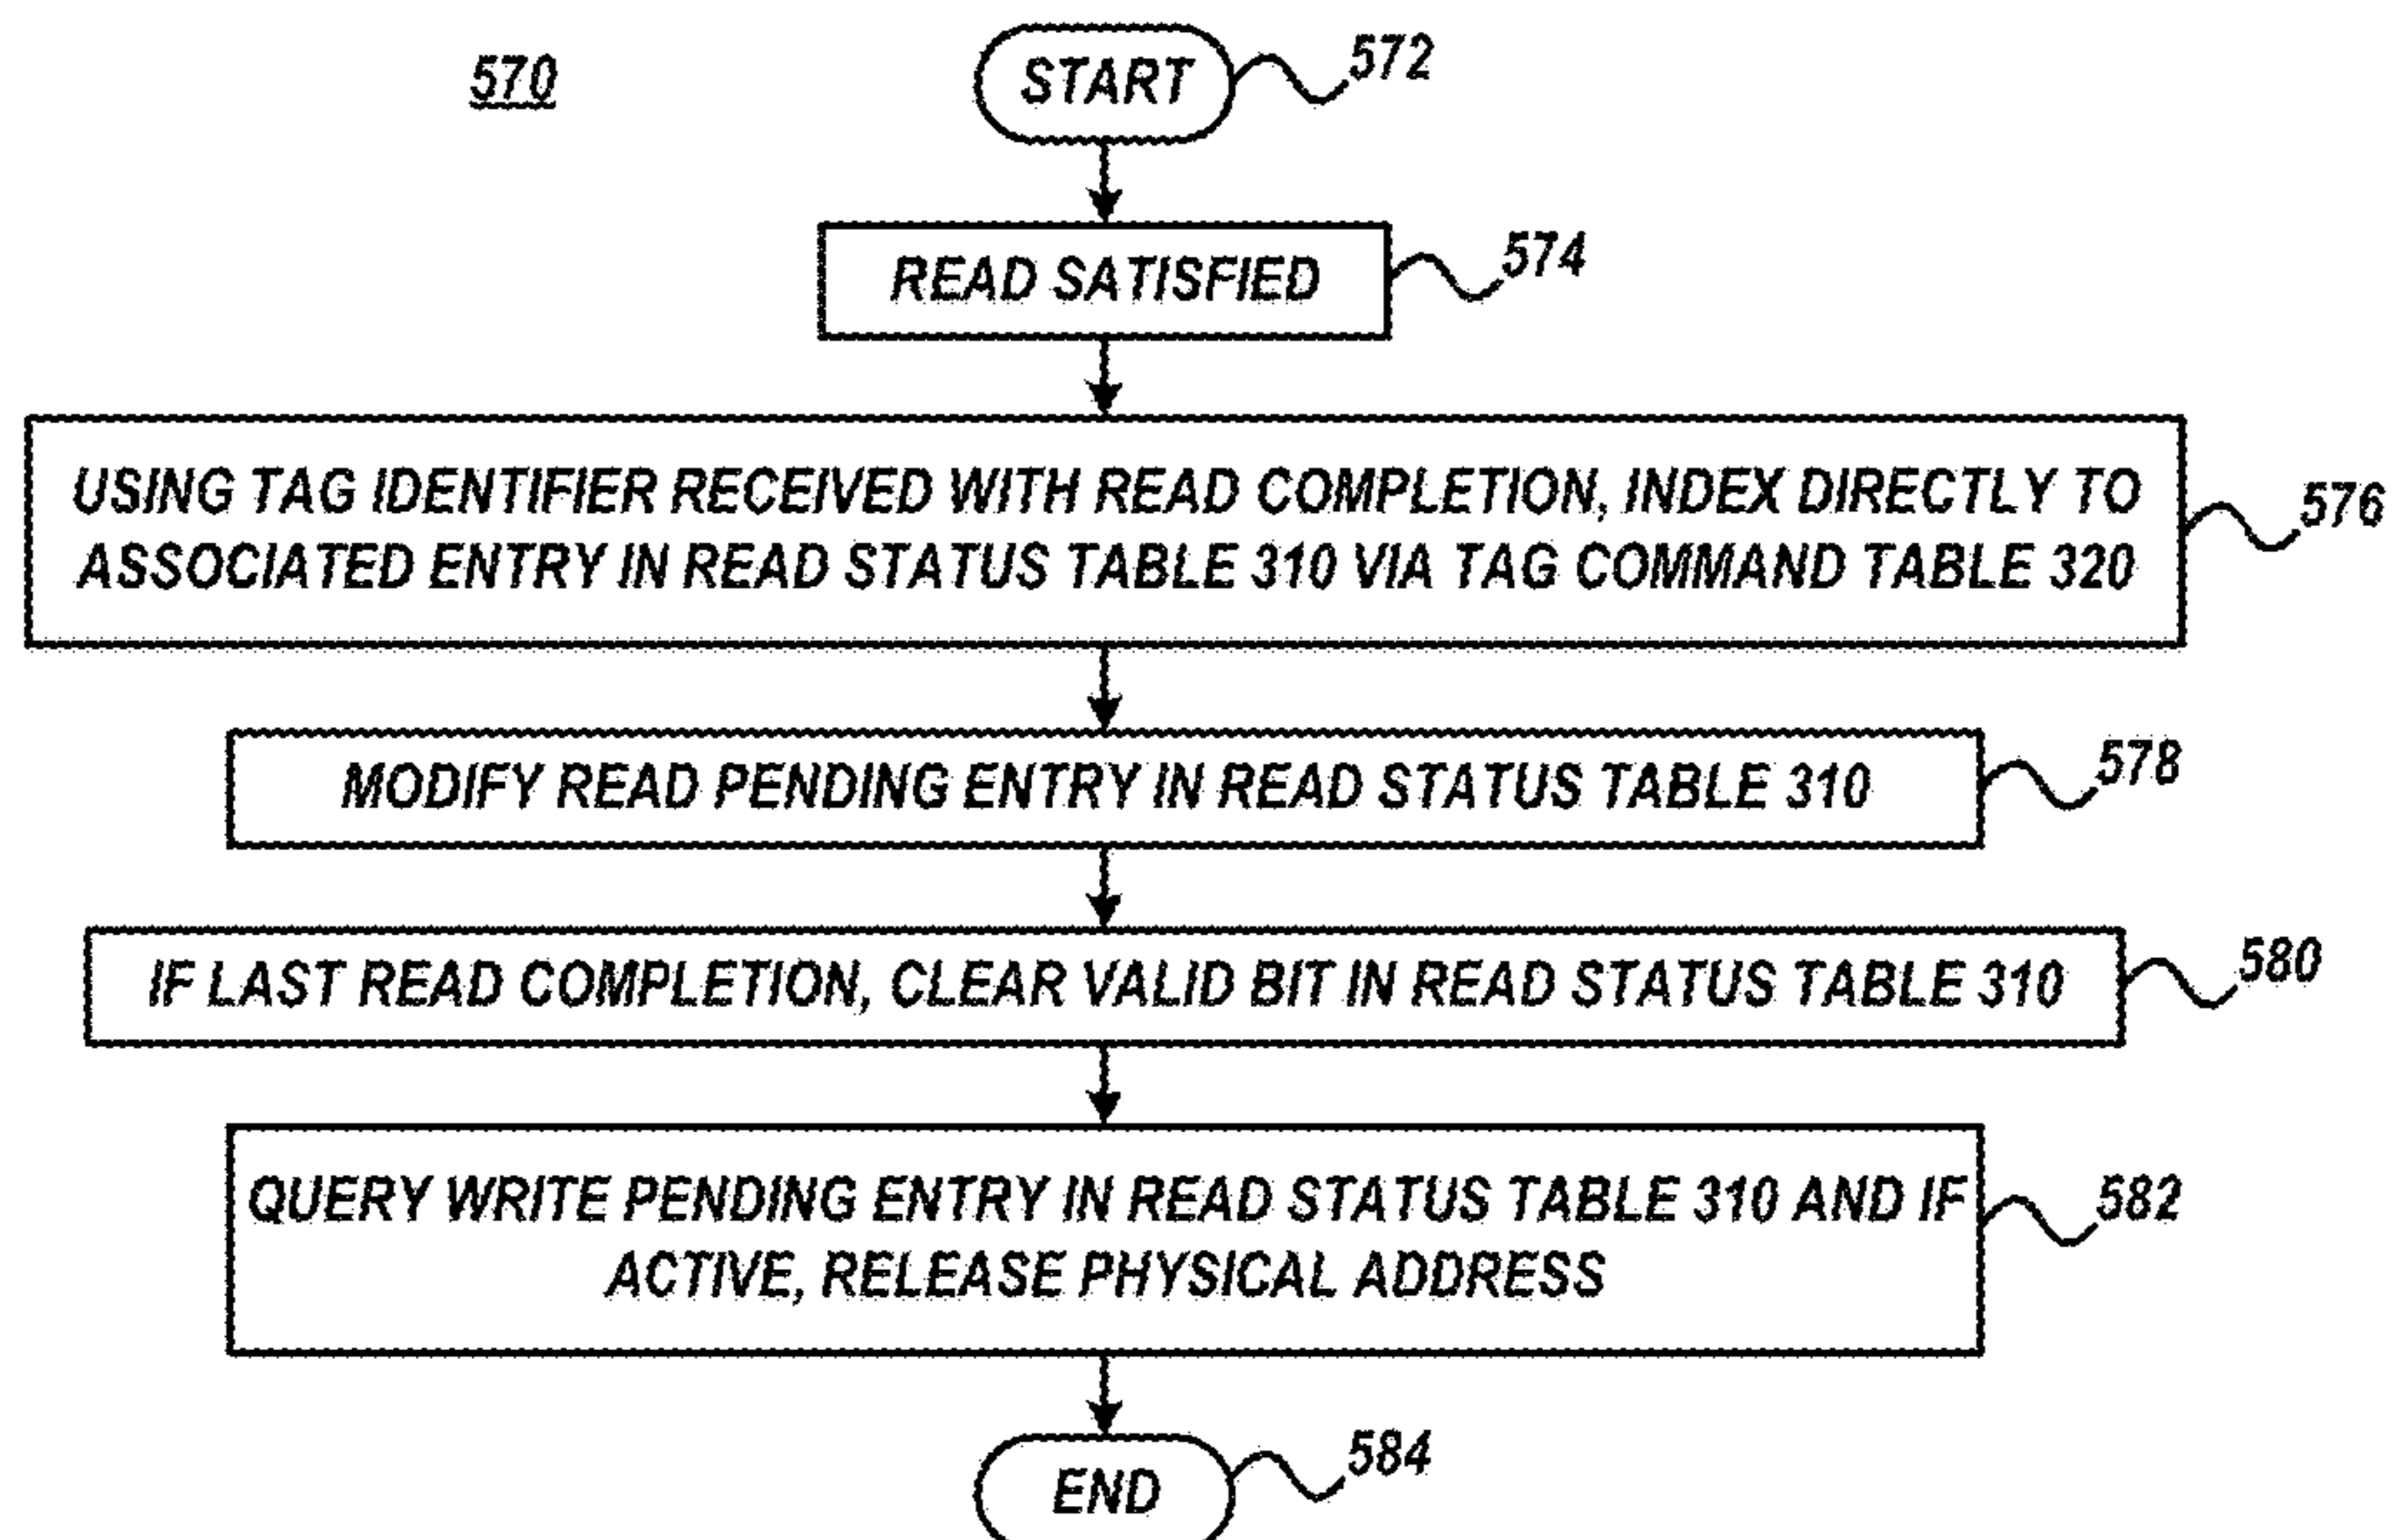 570
START
572
READ SATISFIED
574
USING TAG IDENTIFIER RECEIVED WITH READ COMPLETION, INDEX DIRECTLY TO
ASSOCIATED ENTRY IN READ STATUS TABLE 310 VIA TAG COMMAND TABLE 320
576
MODIFY READ PENDING ENTRY IN READ STATUS TABLE 310
578
IF LAST READ COMPLETION, CLEAR VALID BIT IN READ STATUS TABLE 310
580
QUERY WRITE PENDING ENTRY IN READ STATUS TABLE 310 AND IF
ACTIVE, RELEASE PHYSICAL ADDRESS
582
END
584